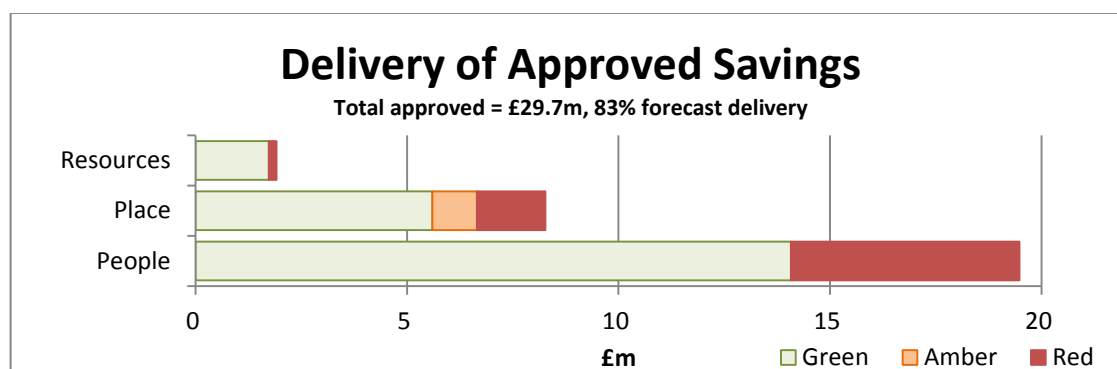 Delivery of Approved Savings
Total approved = £29.7m, 83% forecast delivery
Resources
Place
People
0 5 10 15 20
£m
Green Amber Red